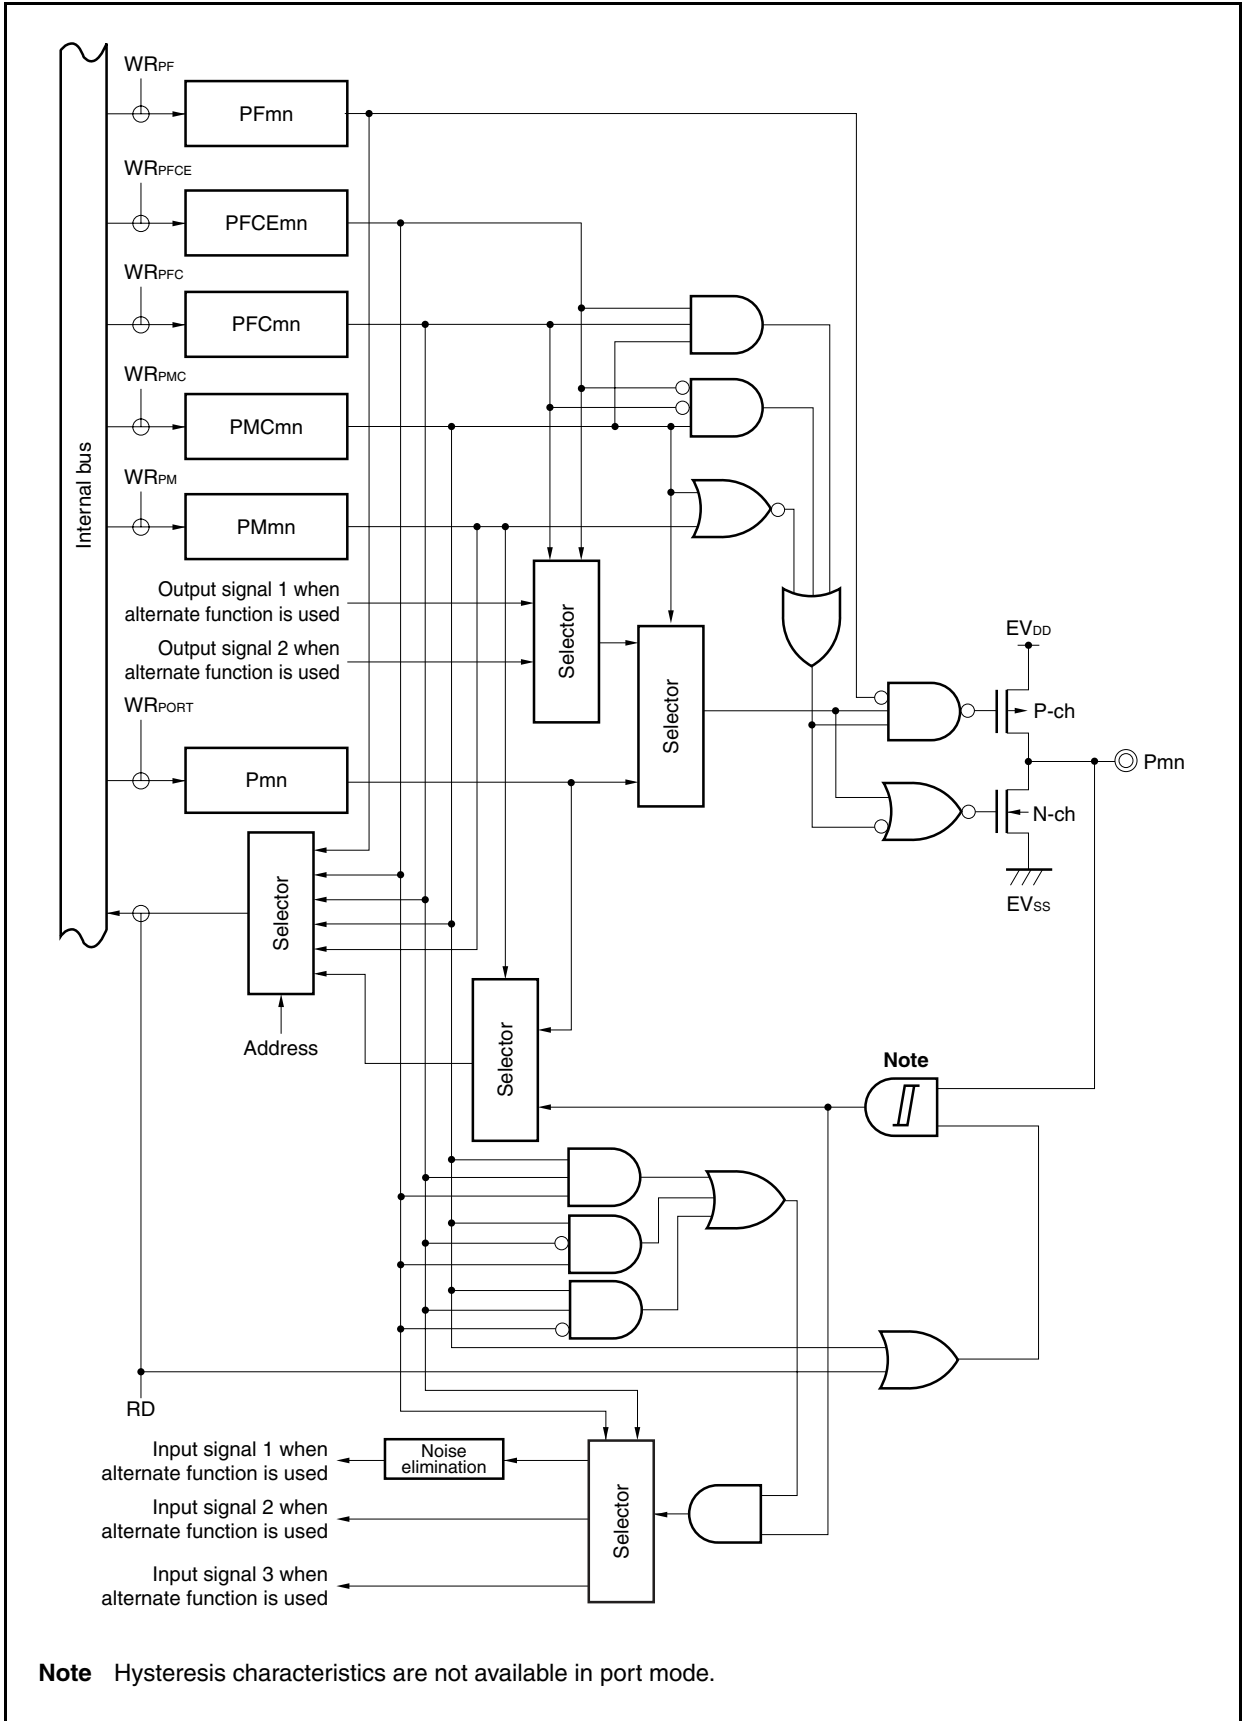 WRPF
PFmn
WRPFCE
PFCEmn
WRPFC
PFCmn
WRPMC
PMCmn
Internal bus
WRPM
PMmn
Output signal 1 when
alternate function is used
Output signal 2 when
alternate function is used
Selector
Selector
EVDD
P-ch
WRPORT
Pmn
Pmn
N-ch
EVSS
Selector
Address
Selector
Note
RD
Input signal 1 when
alternate function is used
Noise
elimination
Input signal 2 when
alternate function is used
Selector
Input signal 3 when
alternate function is used
Note Hysteresis characteristics are not available in port mode.